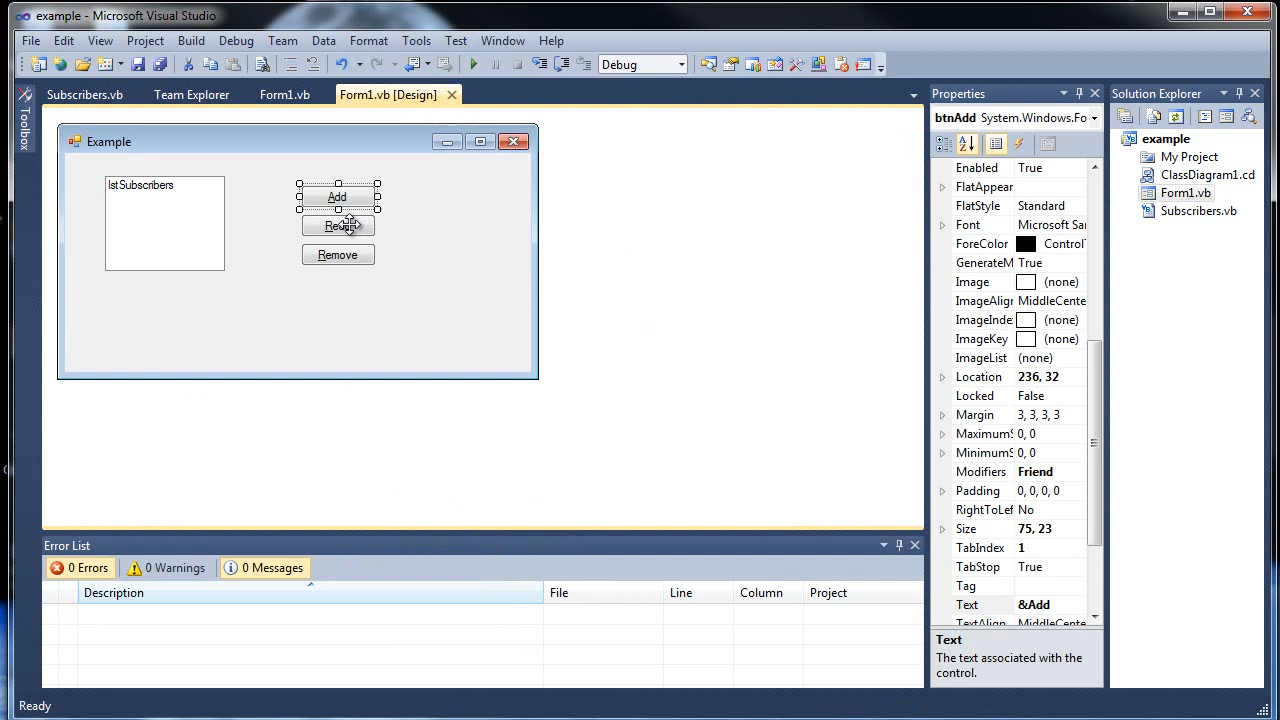 example - Microsoft Visual Studio
File Edit View Project Build Debug Team Data Format Tools Test Window Help
Debug
Toolbox
Subscribers.vb Team Explorer Form1.vb Form1.vb [Design]
Example
lstSubscribers
Add
Remove
Properties
btnAdd System.Windows.Fo
Enabled True
FlatAppear
FlatStyle Standard
Font Microsoft Sar
ForeColor Control
GenerateM True
Image (none)
ImageAlign MiddleCente
ImageInde (none)
ImageKey (none)
ImageList (none)
Location 236, 32
Locked False
Margin 3, 3, 3, 3
MaximumS 0, 0
MinimumS 0, 0
Modifiers Friend
Padding 0, 0, 0, 0
RightToLef No
Size 75, 23
TabIndex 1
TabStop True
Tag
Text &Add
TextAlign MiddleCente
Text
The text associated with the
control.
Solution Explorer
example
My Project
ClassDiagram1.cd
Form1.vb
Subscribers.vb
Error List
0 Errors 0 Warnings 0 Messages
Description File Line Column Project
Ready